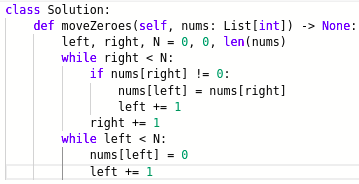 class Solution:
    def moveZeroes(self, nums: List[int]) -> None:
        left, right, N = 0, 0, len(nums)
        while right < N:
            if nums[right] != 0:
                nums[left] = nums[right]
                left += 1
            right += 1
        while left < N:
            nums[left] = 0
            left += 1